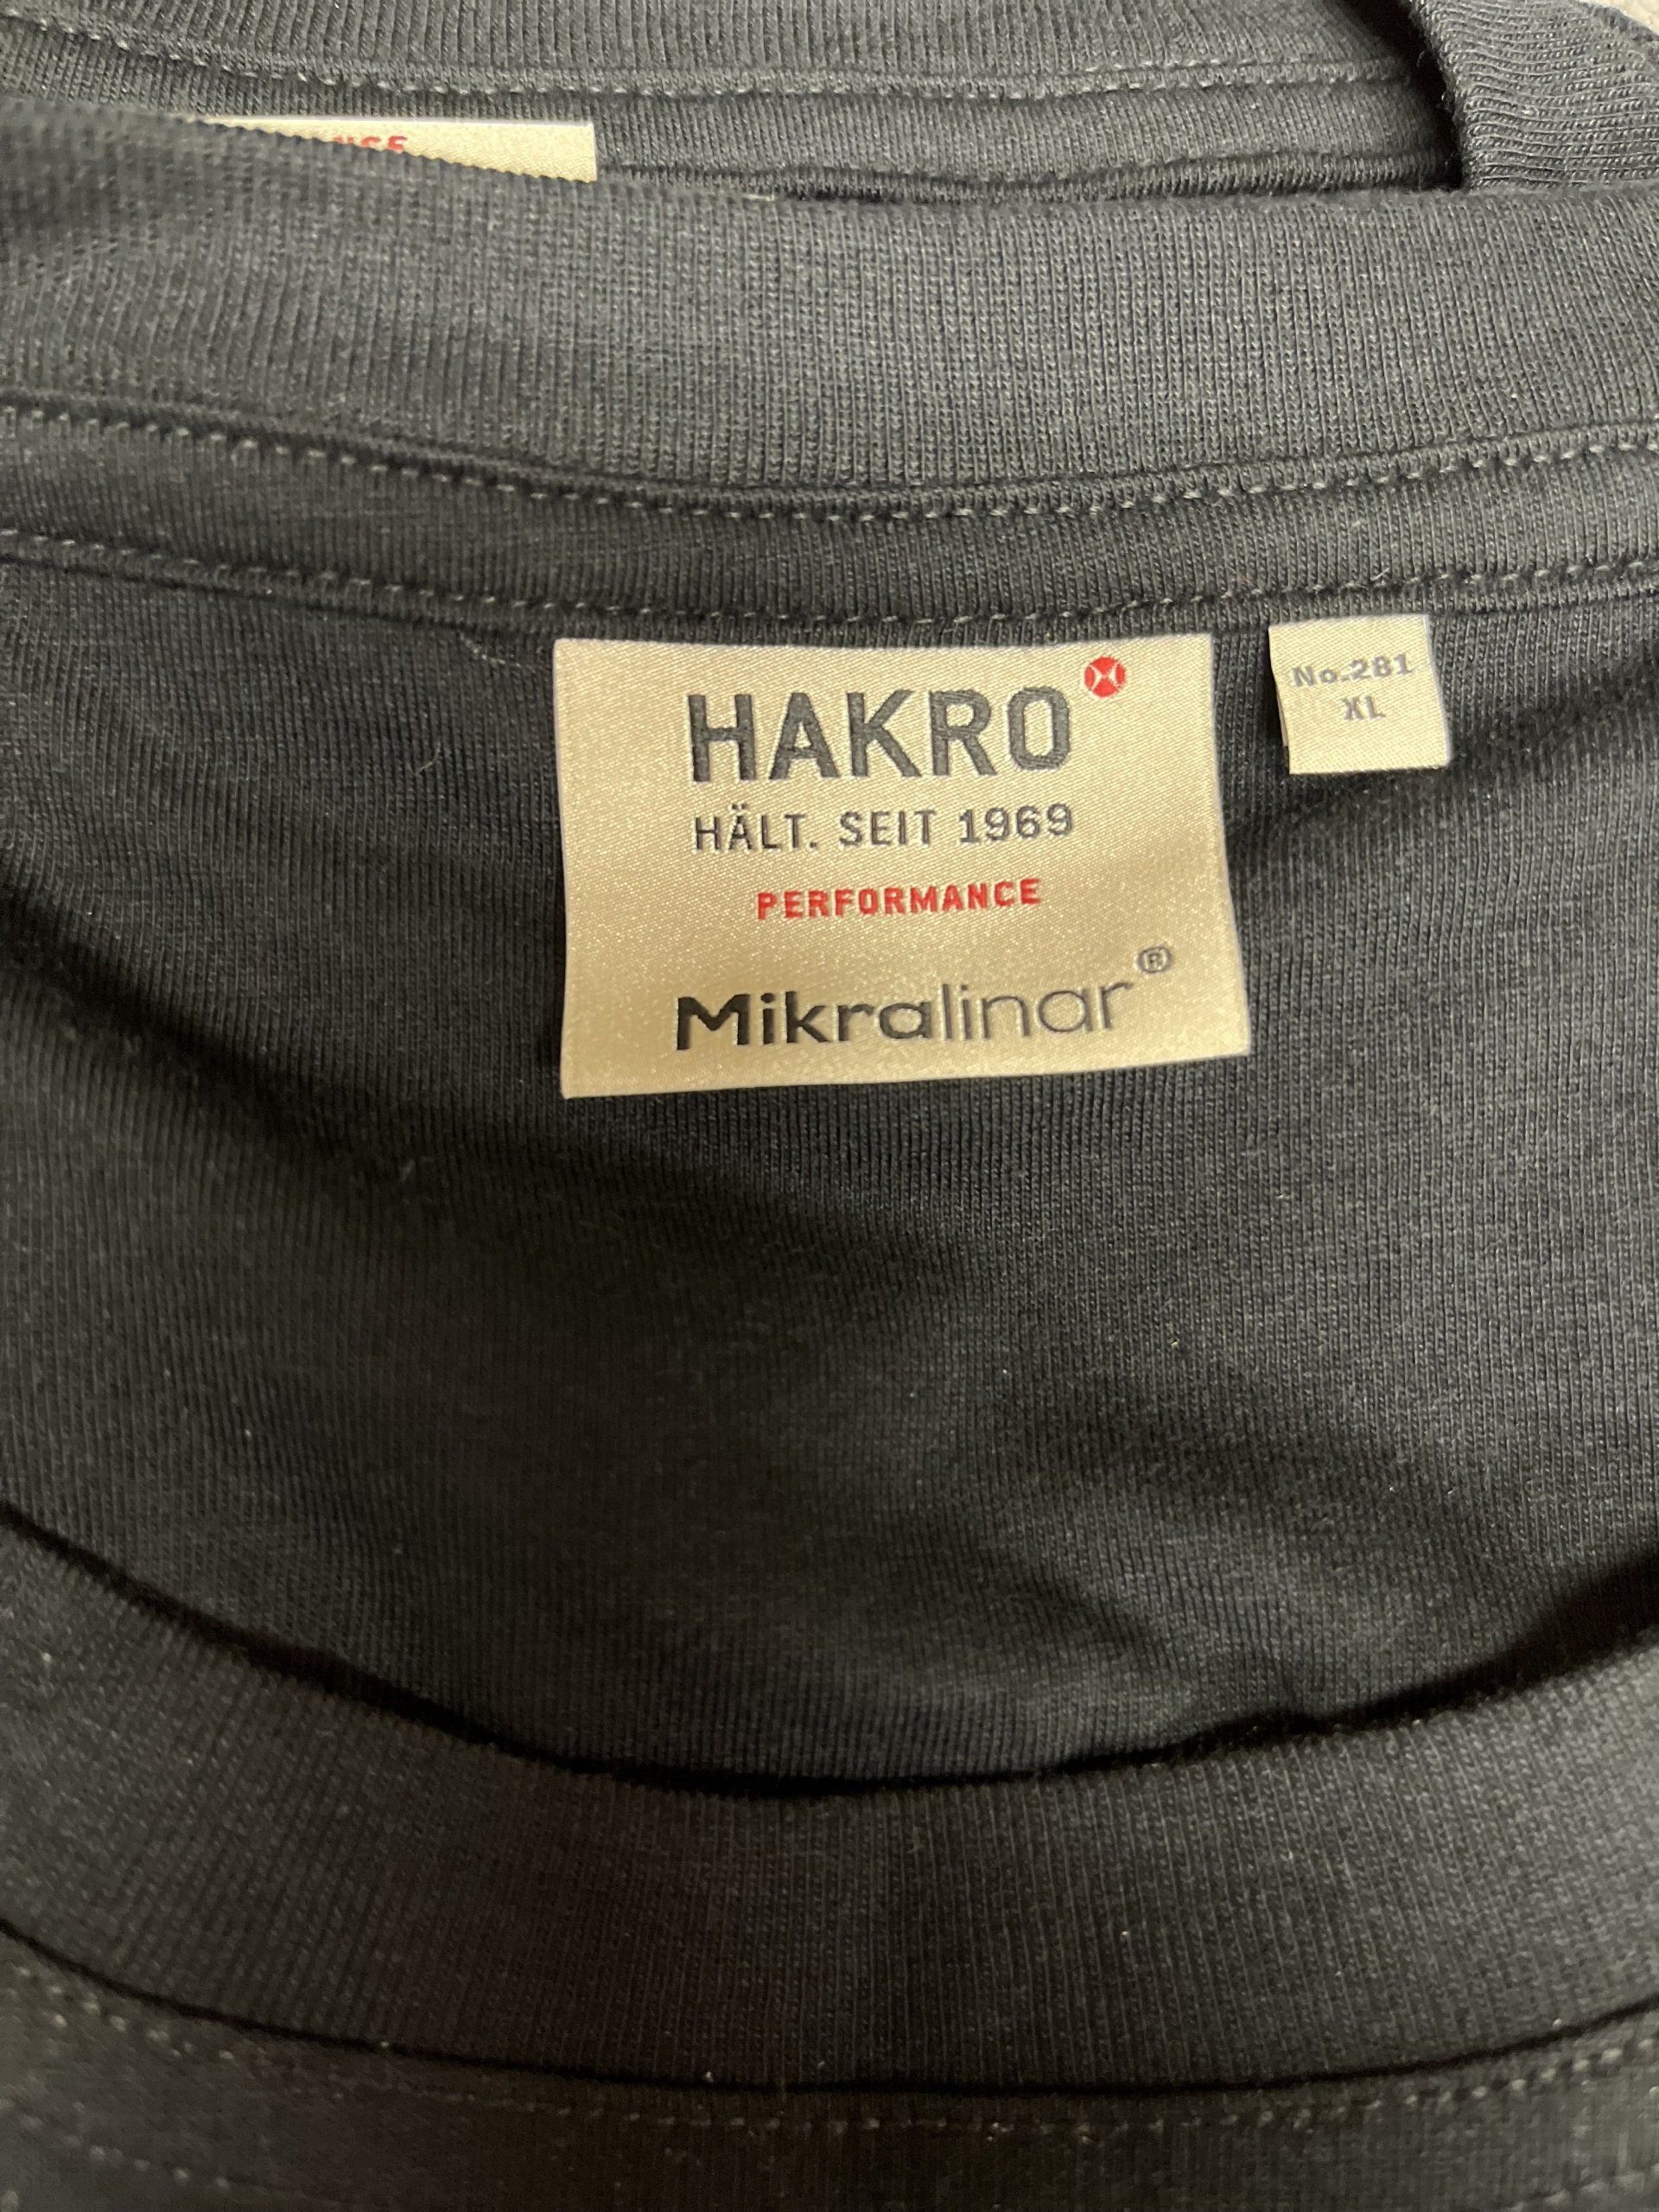 HAKRO
HÄLT. SEIT 1969
PERFORMANCE
Mikralinar®
No.281
XL